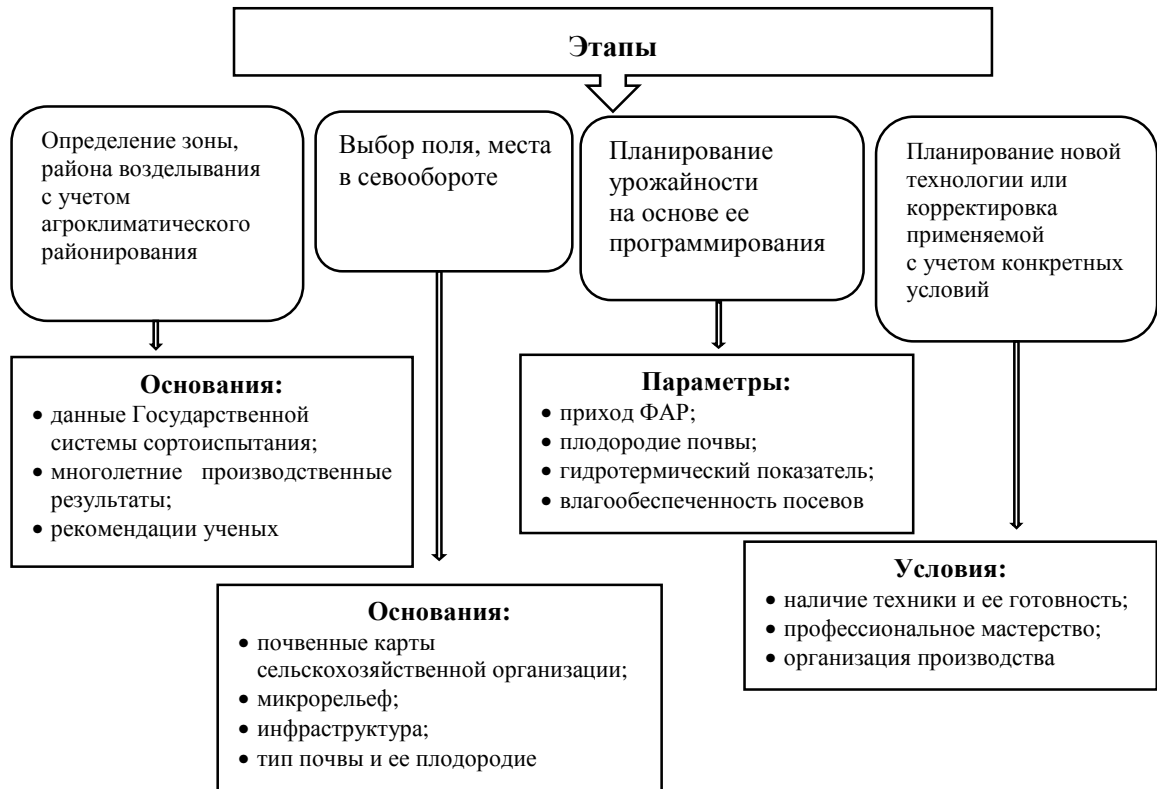 Этапы
Определение зоны,
района возделывания
с учетом
агроклиматического
районирования
Выбор поля, места
в севообороте
Планирование
урожайности
на основе ее
программирования
Планирование новой
технологии или
корректировка
применяемой
с учетом конкретных
условий
Основания:
• данные Государственной
системы сортоиспытания;
• многолетние производственные
результаты;
• рекомендации ученых
Параметры:
• приход ФАР;
• плодородие почвы;
• гидротермический показатель;
• влагообеспеченность посевов
Основания:
• почвенные карты
сельскохозяйственной организации;
• микрорельеф;
• инфраструктура;
• тип почвы и ее плодородие
Условия:
• наличие техники и ее готовность;
• профессиональное мастерство;
• организация производства